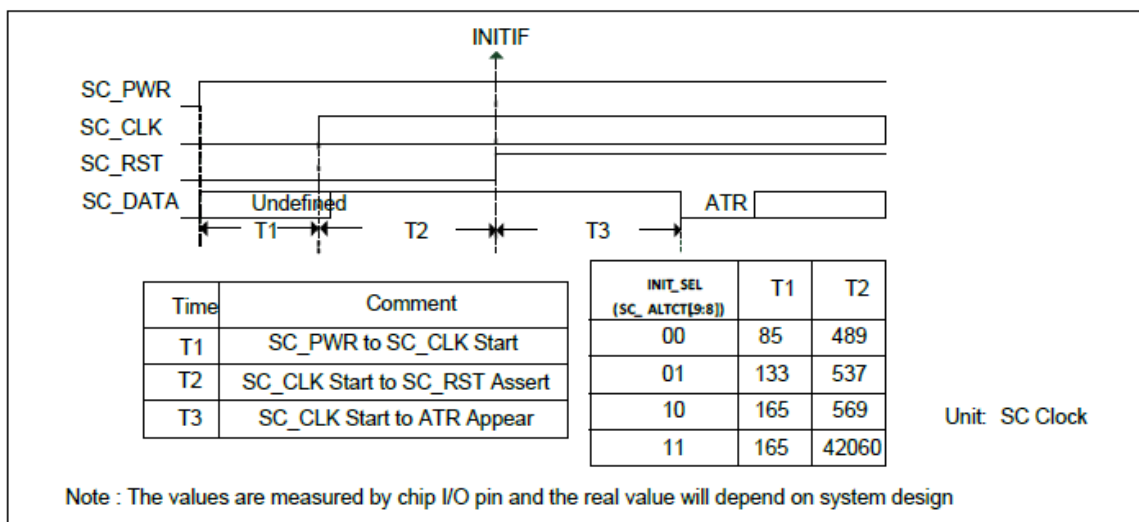 INITIF
SC_PWR
SC_CLK
SC_RST
SC_DATA Undefined ATR
T1 T2 T3
Time Comment
T1 SC_PWR to SC_CLK Start
T2 SC_CLK Start to SC_RST Assert
T3 SC_CLK Start to ATR Appear
INIT_SEL T1 T2
(SC_ ALTCT[9:8])
00 85 489
01 133 537
10 165 569
11 165 42060
Unit: SC Clock
Note : The values are measured by chip I/O pin and the real value will depend on system design